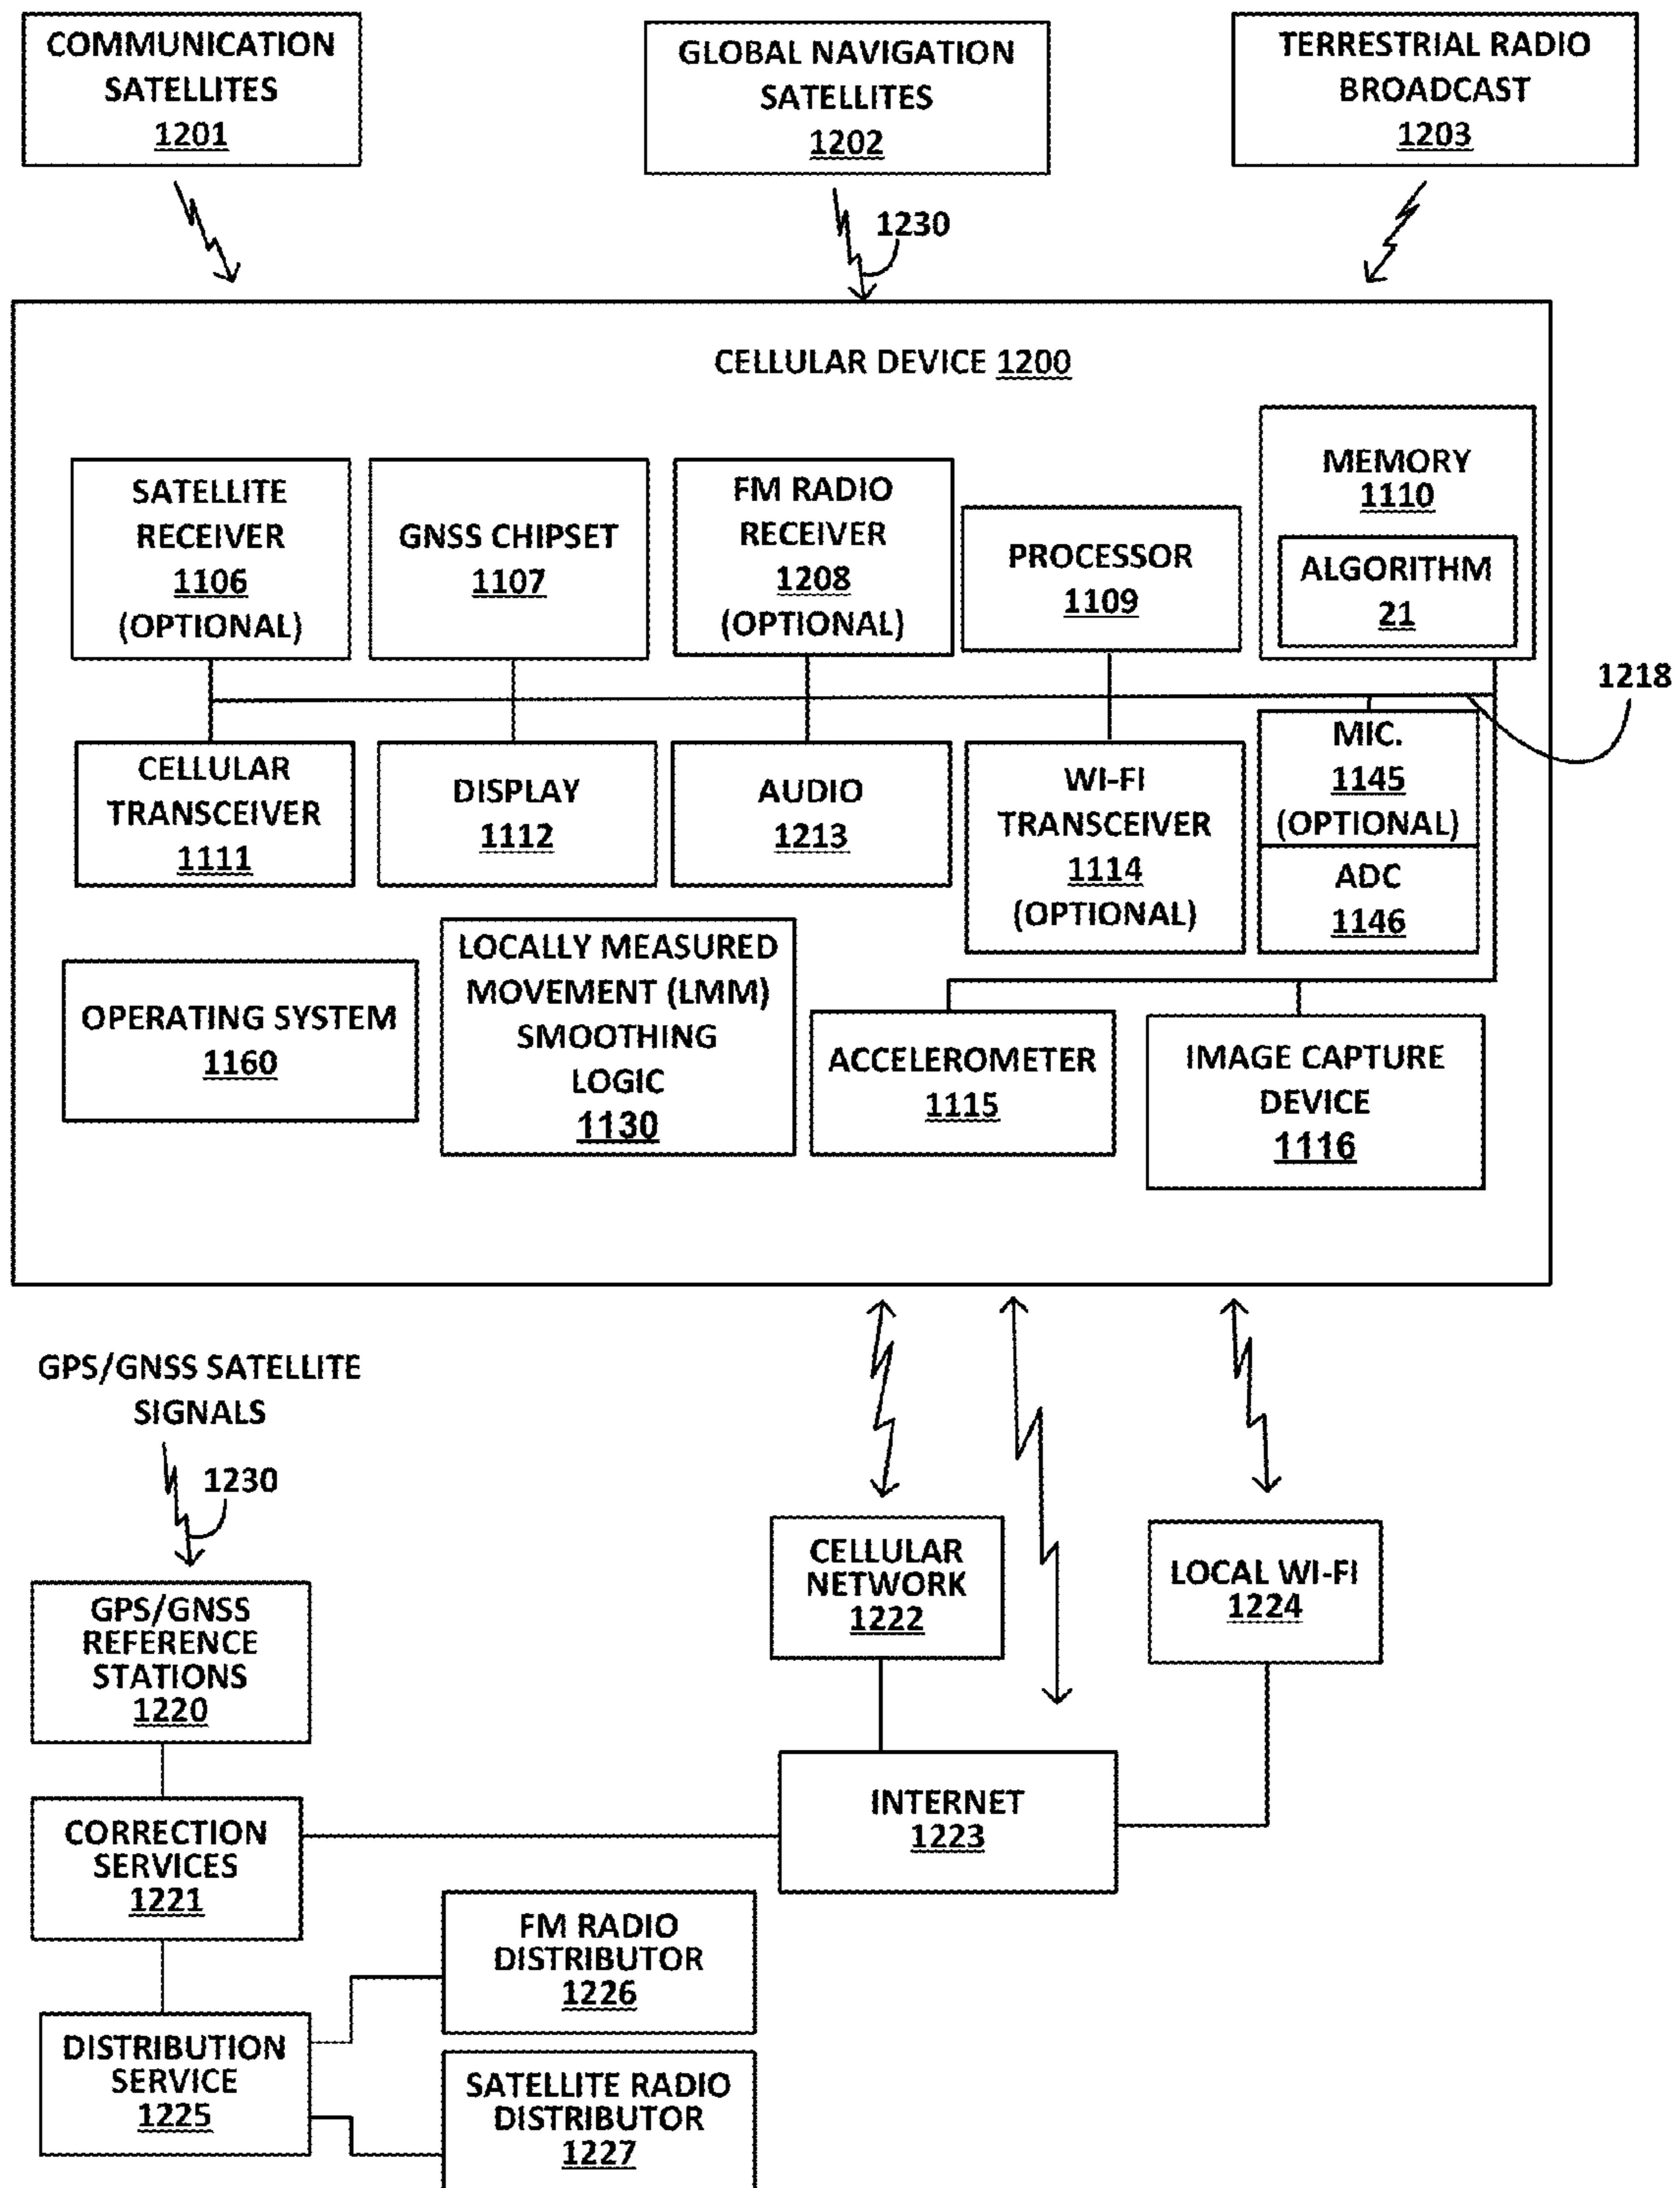 COMMUNICATION
SATELLITES
1201
GLOBAL NAVIGATION
SATELLITES
1202
TERRESTRIAL RADIO
BROADCAST
1203
1230
CELLULAR DEVICE 1200
SATELLITE
RECEIVER
1106
(OPTIONAL)
GNSS CHIPSET
1107
FM RADIO
RECEIVER
1208
(OPTIONAL)
PROCESSOR
1109
MEMORY
1110
ALGORITHM
21
1218
CELLULAR
TRANSCEIVER
1111
DISPLAY
1112
AUDIO
1213
WI-FI
TRANSCEIVER
1114
(OPTIONAL)
MIC.
1145
(OPTIONAL)
ADC
1146
OPERATING SYSTEM
1160
LOCALLY MEASURED
MOVEMENT (LMM)
SMOOTHING
LOGIC
1130
ACCELEROMETER
1115
IMAGE CAPTURE
DEVICE
1116
GPS/GNSS SATELLITE
SIGNALS
1230
GPS/GNSS
REFERENCE
STATIONS
1220
CELLULAR
NETWORK
1222
LOCAL WI-FI
1224
CORRECTION
SERVICES
1221
INTERNET
1223
FM RADIO
DISTRIBUTOR
1226
DISTRIBUTION
SERVICE
1225
SATELLITE RADIO
DISTRIBUTOR
1227